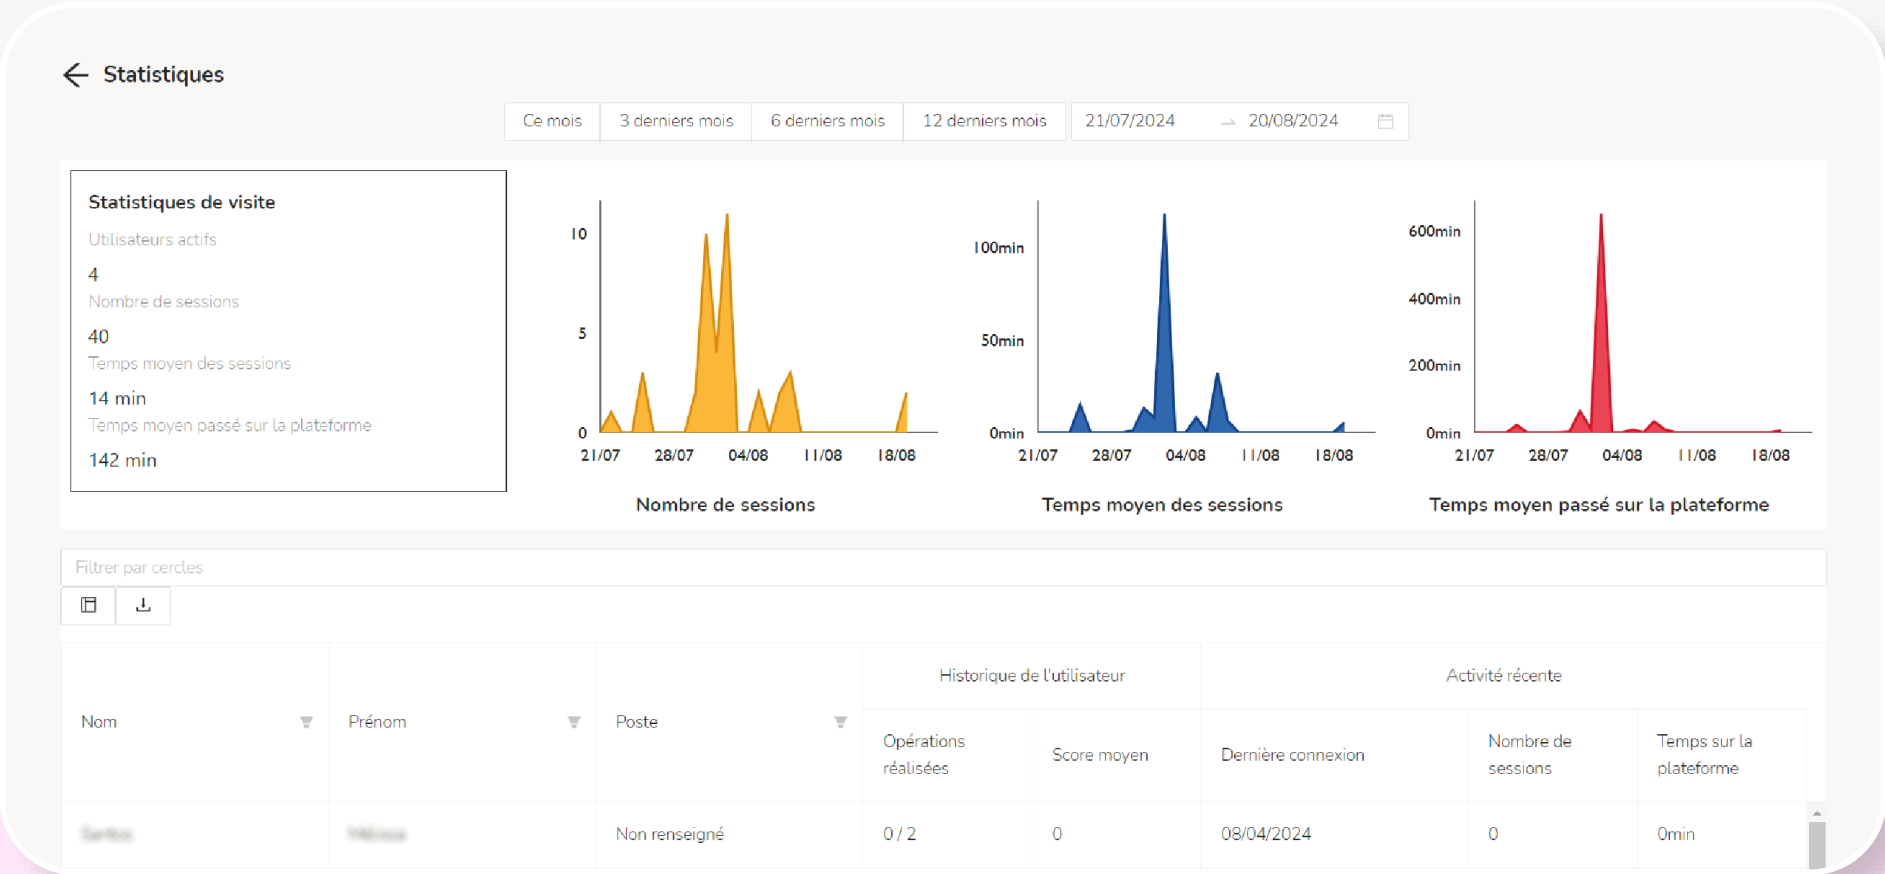 Statistiques
Ce mois
3 derniers mois
6 derniers mois
12 derniers mois
21/07/2024
20/08/2024
Statistiques de visite
Utilisateurs actifs
4
Nombre de sessions
40
Temps moyen des sessions
14 min
Temps moyen passé sur la plateforme
142 min
10
5
0
21/07
28/07
04/08
11/08
18/08
Nombre de sessions
100min
50min
0min
21/07
28/07
04/08
11/08
18/08
Temps moyen des sessions
600min
400min
200min
0min
21/07
28/07
04/08
11/08
18/08
Temps moyen passé sur la plateforme
Filtrer par cercles
Nom
Prénom
Poste
Historique de l'utilisateur
Activité récente
Opérations
réalisées
Score moyen
Dernière connexion
Nombre de
sessions
Temps sur la
plateforme
Non renseigné
0 / 2
0
08/04/2024
0
0min